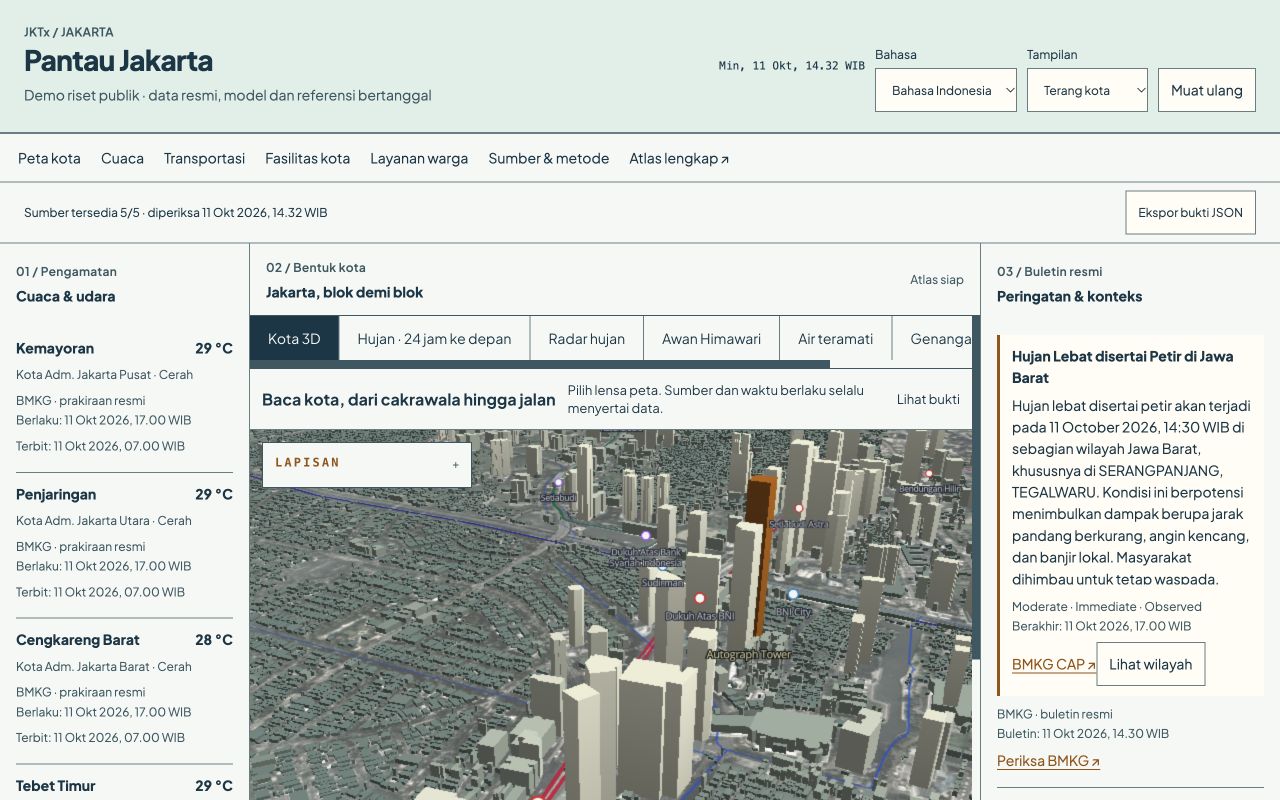 JKTx / JAKARTA
Pantau Jakarta
Demo riset publik · data resmi, model dan referensi bertanggal
Min, 11 Okt, 14.32 WIB
Bahasa
Bahasa Indonesia
Tampilan
Terang kota
Muat ulang
Peta kota
Cuaca
Transportasi
Fasilitas kota
Layanan warga
Sumber & metode
Atlas lengkap ↗
Sumber tersedia 5/5 · diperiksa 11 Okt 2026, 14.32 WIB
Ekspor bukti JSON
01 / Pengamatan
Cuaca & udara
Kemayoran 29 °C
Kota Adm. Jakarta Pusat · Cerah
BMKG · prakiraan resmi
Berlaku: 11 Okt 2026, 17.00 WIB
Terbit: 11 Okt 2026, 07.00 WIB
Penjaringan 29 °C
Kota Adm. Jakarta Utara · Cerah
BMKG · prakiraan resmi
Berlaku: 11 Okt 2026, 17.00 WIB
Terbit: 11 Okt 2026, 07.00 WIB
Cengkareng Barat 28 °C
Kota Adm. Jakarta Barat · Cerah
BMKG · prakiraan resmi
Berlaku: 11 Okt 2026, 17.00 WIB
Terbit: 11 Okt 2026, 07.00 WIB
Tebet Timur 29 °C
02 / Bentuk kota
Jakarta, blok demi blok
Atlas siap
Kota 3D
Hujan · 24 jam ke depan
Radar hujan
Awan Himawari
Air teramati
Genanga
Baca kota, dari cakrawala hingga jalan
Pilih lensa peta. Sumber dan waktu berlaku selalu
menyertai data.
Lihat bukti
LAPISAN +
Setiabudi
Bendungan Hilir
Setiabudi Astra
Dukuh Atas Bank
Syariah Indonesia
Sudirman
Dukuh Atas BNI
BNI City
Autograph Tower
03 / Buletin resmi
Peringatan & konteks
Hujan Lebat disertai Petir di Jawa
Barat
Hujan lebat disertai petir akan terjadi
pada 11 October 2026, 14:30 WIB di
sebagian wilayah Jawa Barat,
khususnya di SERANGPANJANG,
TEGALWARU. Kondisi ini berpotensi
menimbulkan dampak berupa jarak
pandang berkurang, angin kencang,
dan banjir lokal. Masyarakat
dihimbau untuk tetap waspada.
Moderate · Immediate · Observed
Berakhir: 11 Okt 2026, 17.00 WIB
BMKG CAP ↗
Lihat wilayah
BMKG · buletin resmi
Buletin: 11 Okt 2026, 14.30 WIB
Periksa BMKG ↗